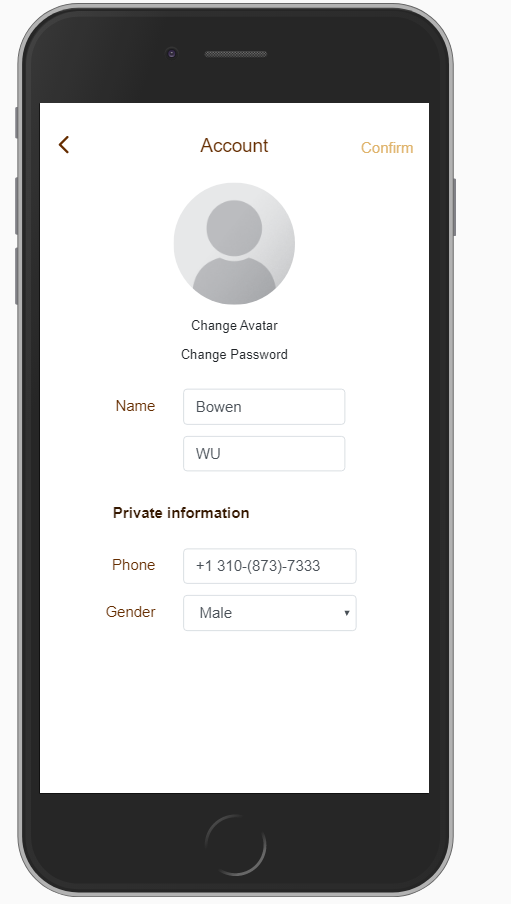 Account
Confirm
Change Avatar
Change Password
Name
Bowen
WU
Private information
Phone
+1 310-(873)-7333
Gender
Male